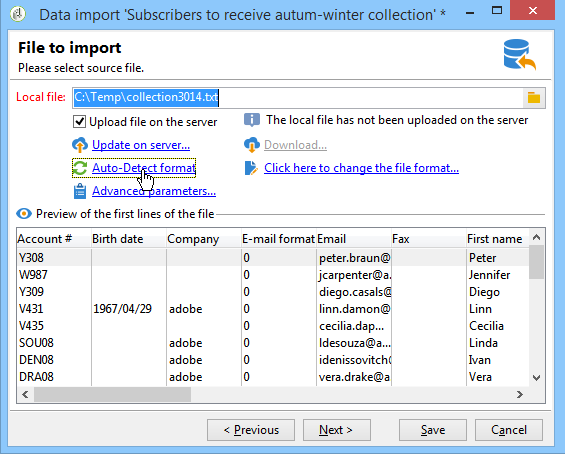 Data import 'Subscribers to receive autum-winter collection' *
File to import
Please select source file.
Local file: C:\Temp\collection3014.txt
Upload file on the server The local file has not been uploaded on the server
Update on server... Download...
Auto-Detect format Click here to change the file format...
Advanced parameters...
Preview of the first lines of the file
Account # Birth date Company E-mail format Email Fax First name
Y308 0 peter.braun@ Peter
W987 0 jcarpenter@a. Jennifer
Y309 0 diego.casals@ Diego
V431 1967/04/29 adobe 0 linn.damon@ Linn
V435 0 cecilia.dap... Cecilia
SOU08 adobe 0 ldesouza@a... Linda
DEN08 adobe 0 idenissovitch( Ivan
DRA08 adobe 0 vera.drake@a Vera
< Previous Next > Save Cancel